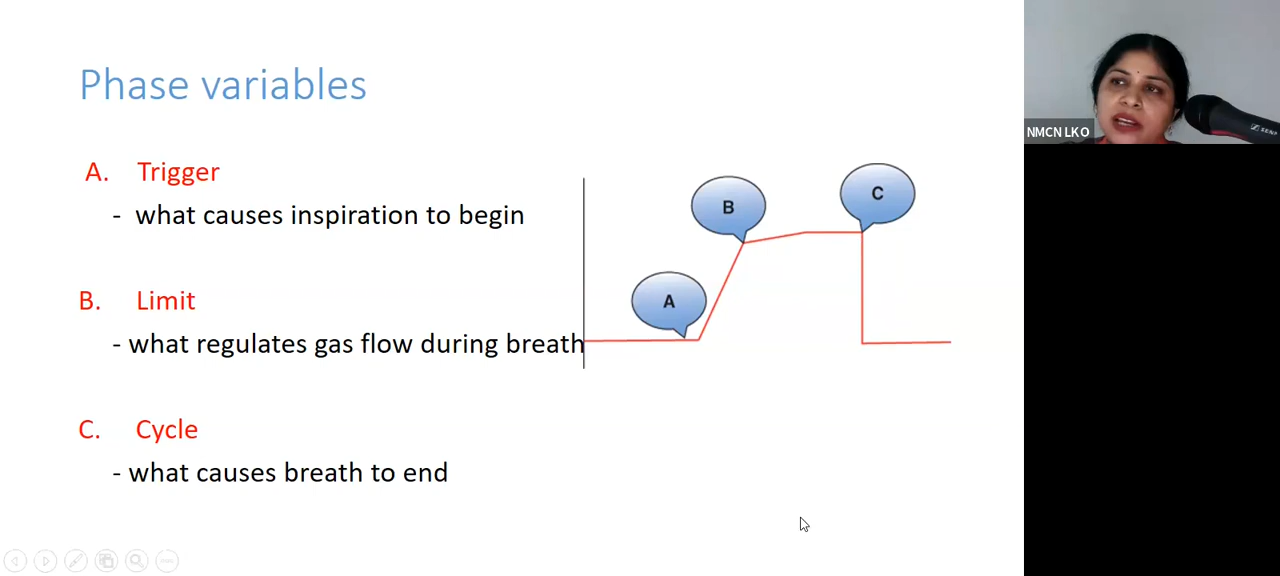 Phase variables
A. Trigger
- what causes inspiration to begin
B. Limit
- what regulates gas flow during breath
C. Cycle
- what causes breath to end
A
B
C
NMCN LKO